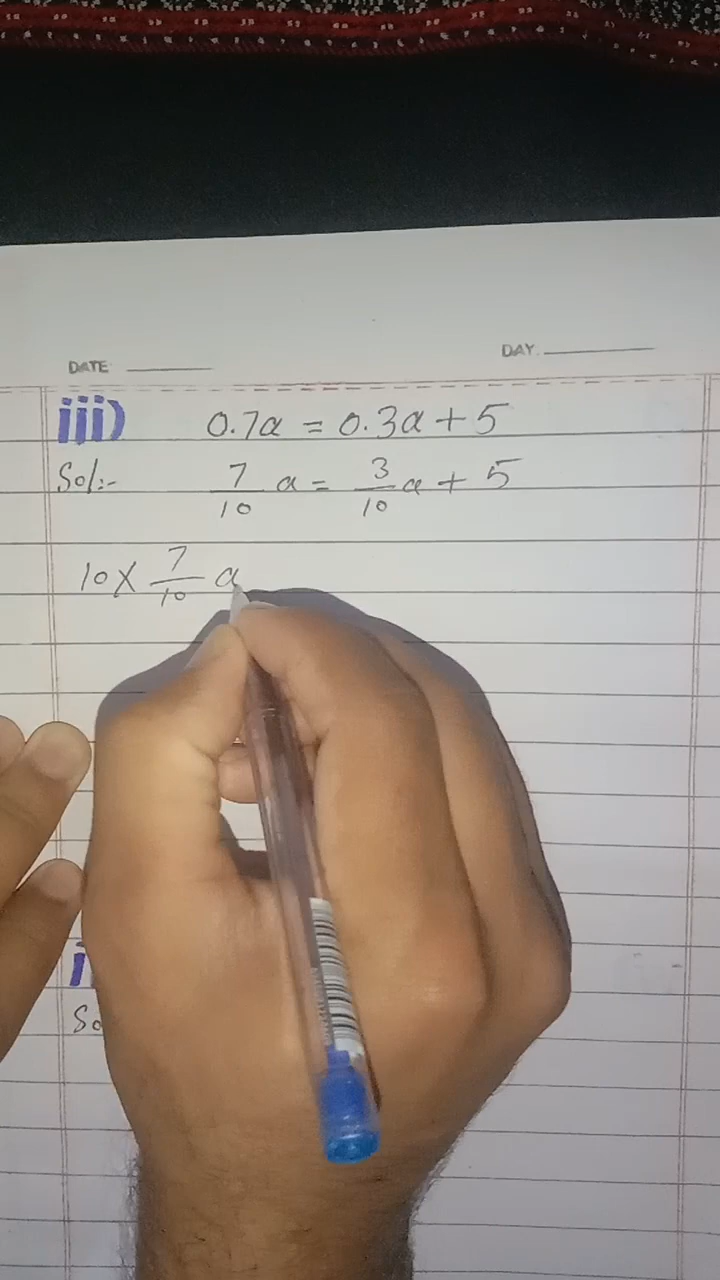 DATE DAY.
iii) 0.7a = 0.3a + 5
Sol:- 7/10 a = 3/10 a + 5
10 × 7/10 a